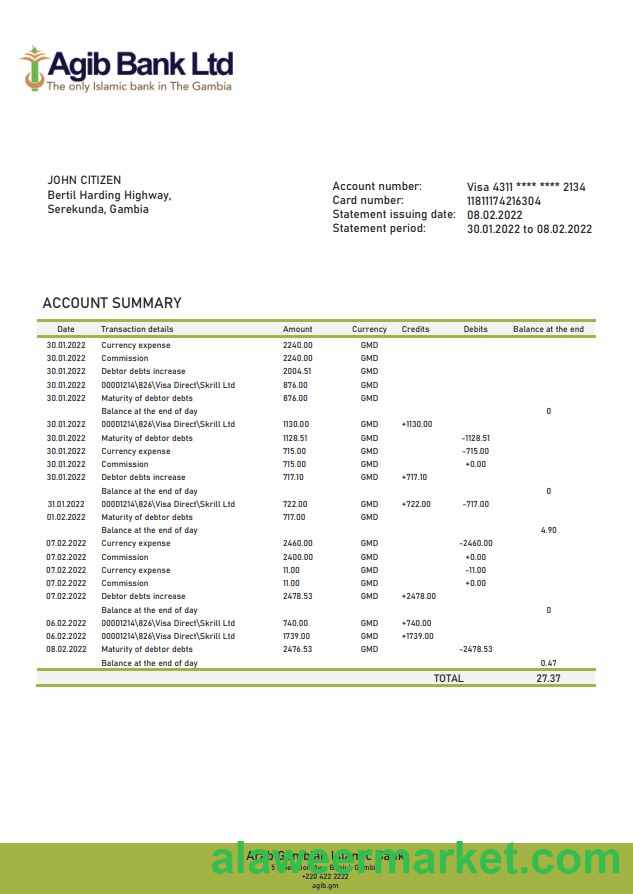 Agib Bank Ltd
The only Islamic bank in The Gambia
JOHN CITIZEN
Bertil Harding Highway,
Serekunda, Gambia
Account number: Visa 4311 **** **** 2134
Card number: 11811174216304
Statement issuing date: 08.02.2022
Statement period: 30.01.2022 to 08.02.2022
ACCOUNT SUMMARY
Date Transaction details Amount Currency Credits Debits Balance at the end
30.01.2022 Currency expense 2240.00 GMD
30.01.2022 Commission 2240.00 GMD
30.01.2022 Debtor debts increase 2004.51 GMD
30.01.2022 00001214\826\Visa Direct\Skrill Ltd 876.00 GMD
30.01.2022 Maturity of debtor debts 876.00 GMD
Balance at the end of day 0
30.01.2022 00001214\826\Visa Direct\Skrill Ltd 1130.00 GMD +1130.00
30.01.2022 Maturity of debtor debts 1128.51 GMD -1128.51
30.01.2022 Currency expense 715.00 GMD -715.00
30.01.2022 Commission 715.00 GMD +0.00
30.01.2022 Debtor debts increase 717.10 GMD +717.10
Balance at the end of day 0
31.01.2022 00001214\826\Visa Direct\Skrill Ltd 722.00 GMD +722.00 -717.00
01.02.2022 Maturity of debtor debts 717.00 GMD
Balance at the end of day 4.90
07.02.2022 Currency expense 2460.00 GMD -2460.00
07.02.2022 Commission 2400.00 GMD +0.00
07.02.2022 Currency expense 11.00 GMD -11.00
07.02.2022 Commission 11.00 GMD +0.00
07.02.2022 Debtor debts increase 2478.53 GMD +2478.00
Balance at the end of day 0
06.02.2022 00001214\826\Visa Direct\Skrill Ltd 740.00 GMD +740.00
06.02.2022 00001214\826\Visa Direct\Skrill Ltd 1739.00 GMD +1739.00
08.02.2022 Maturity of debtor debts 2476.53 GMD -2478.53
Balance at the end of day 0.47
TOTAL 27.37
alaweermarket.com
Islamic Bank
+220 422 2222
agib.gm